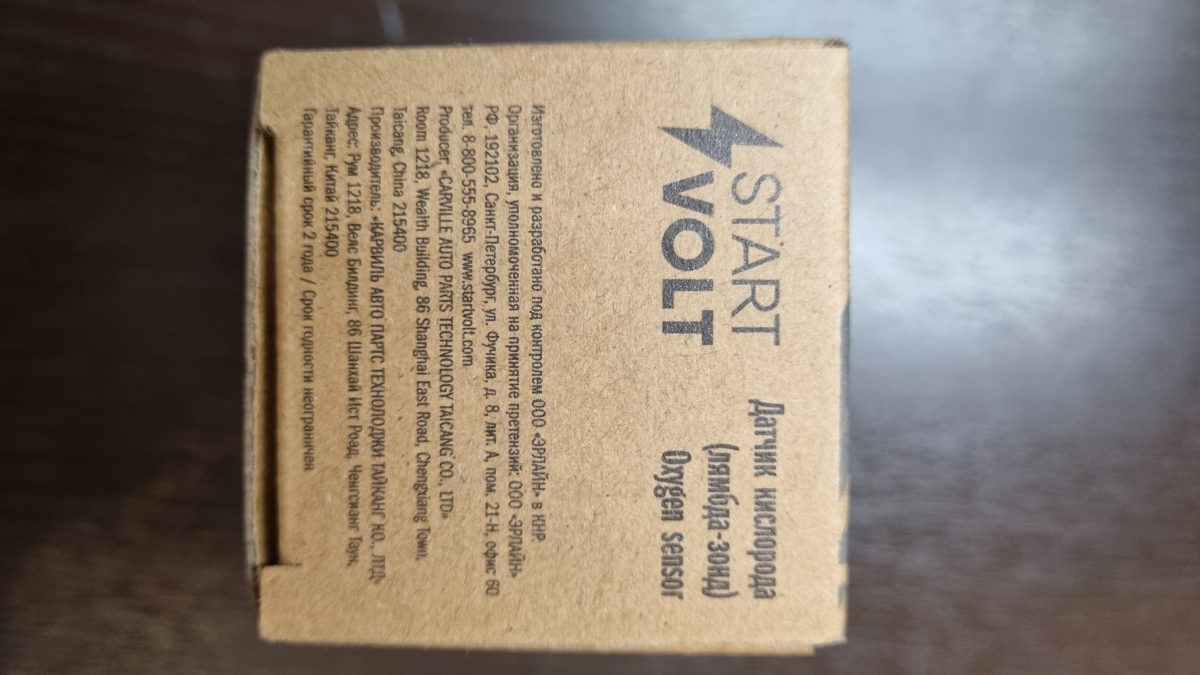 START
VOLT
Датчик кислорода
(лямбда-зонд)
Oxygen sensor
Изготовлено и разработано под контролем ООО «ЭРЛАЙН» в КНР.
Организация, уполномоченная на принятие претензий: ООО «ЭРЛАЙН»
РФ, 192102, Санкт-Петербург, ул. Фучика, д. 8, лит. А, пом. 21-Н, офис 60
тел. 8-800-555-8965 www.startvolt.com
Producer: «CARVILLE AUTO PARTS TECHNOLOGY TAICANG CO., LTD»
Room 1218, Wealth Building, 86 Shanghai East Road, Chengxiang Town,
Taicang, China 215400
Производитель: «КАРВИЛЬ АВТО ПАРТС ТЕХНОЛОДЖИ ТАЙКАНГ КО., ЛТД»
Адрес: Рум 1218, Велс Билдинг, 86 Шанхай Ист Роад, Ченгсианг Таун,
Тайканг, Китай 215400
Гарантийный срок 2 года / Срок годности неограничен